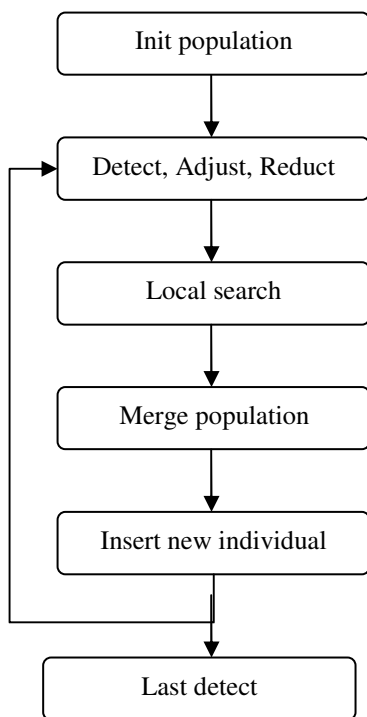 Init population
Detect, Adjust, Reduct
Local search
Merge population
Insert new individual
Last detect